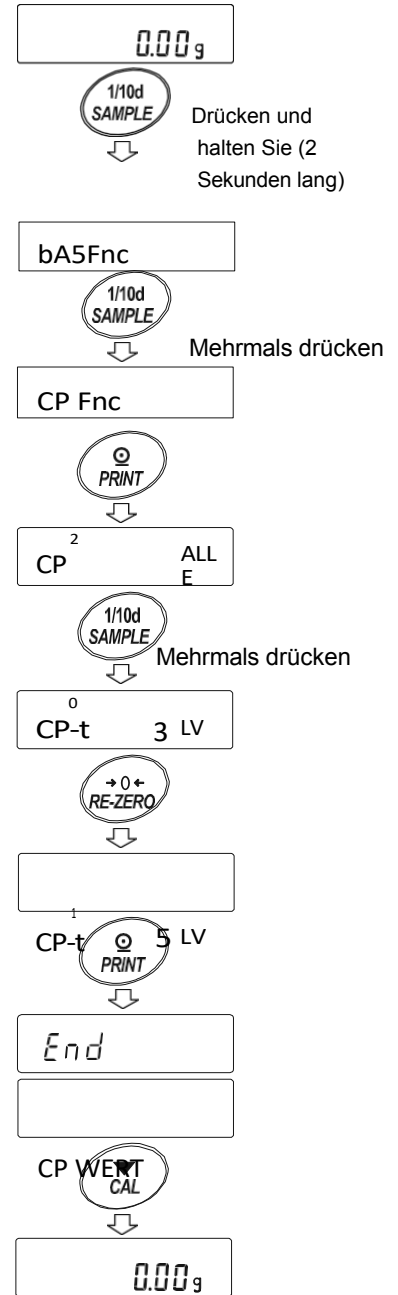 0.00 g
1/10d
SAMPLE
Drücken und
halten Sie (2
Sekunden lang)
bA5Fnc
1/10d
SAMPLE
Mehrmals drücken
CP Fnc
PRINT
2
CP ALL
E
1/10d
SAMPLE
Mehrmals drücken
0
CP-t 3 LV
→0←
RE-ZERO
1
CP-t 5 LV
PRINT
End
CP WERT
CAL
0.00 g